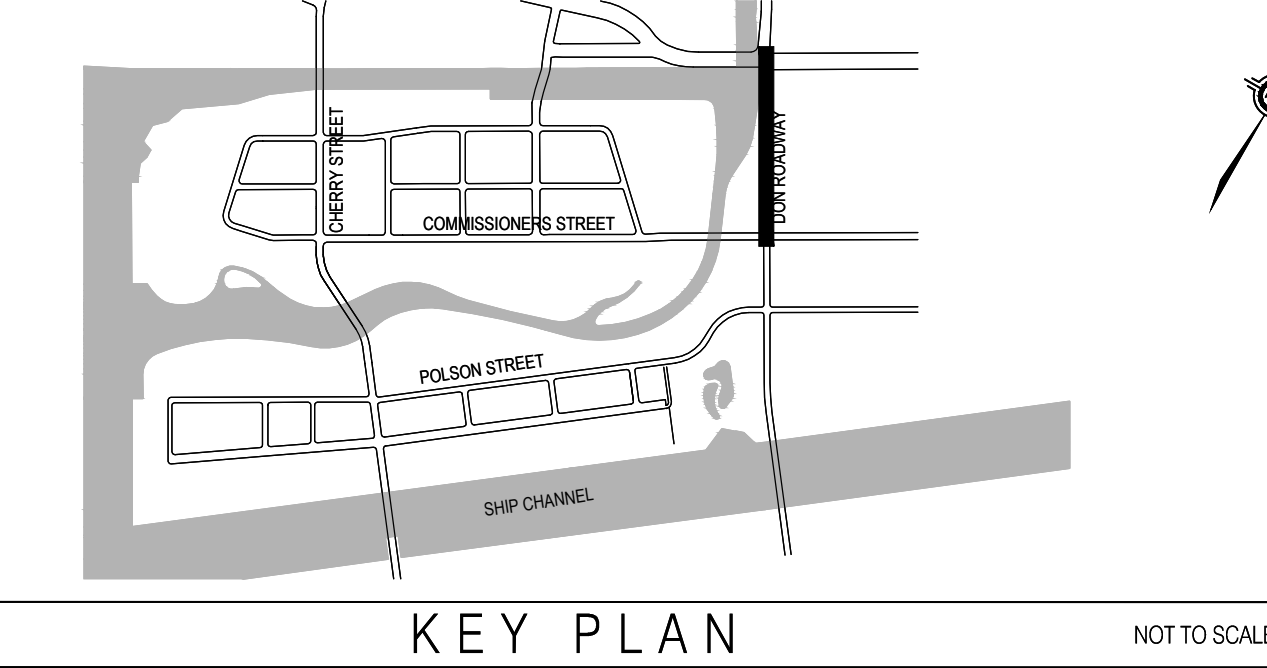 CHERRY STREET
DON ROADWAY
COMMISSIONERS STREET
POLSON STREET
SHIP CHANNEL
KEY PLAN
NOT TO SCALE